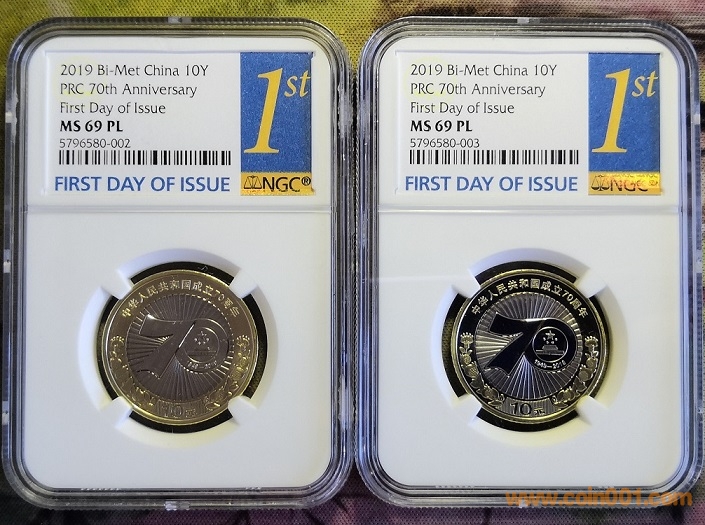 2019 Bi-Met China 10Y
PRC 70th Anniversary
First Day of Issue
MS 69 PL
5796580-002
FIRST DAY OF ISSUE
1st
NGC®
中华人民共和国成立70周年
70
10元
2019 Bi-Met China 10Y
PRC 70th Anniversary
First Day of Issue
MS 69 PL
5796580-003
FIRST DAY OF ISSUE
1st
NGC®
中华人民共和国成立70周年
70
1949—2019
10元
www.coin001.com